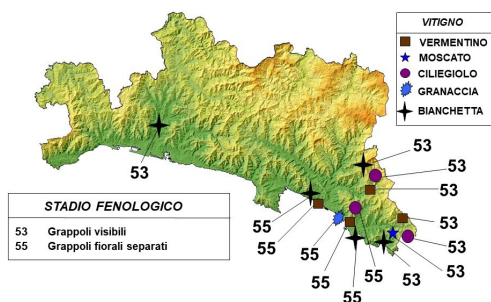 VITIGNO
VERMENTINO
MOSCATO
CILIEGIOLO
GRANACCIA
BIANCHETTA
53
53
53
53
STADIO FENOLOGICO
53 Grappoli visibili
55 Grappoli fiorali separati
55
55
53
55
55
53
53
55
55